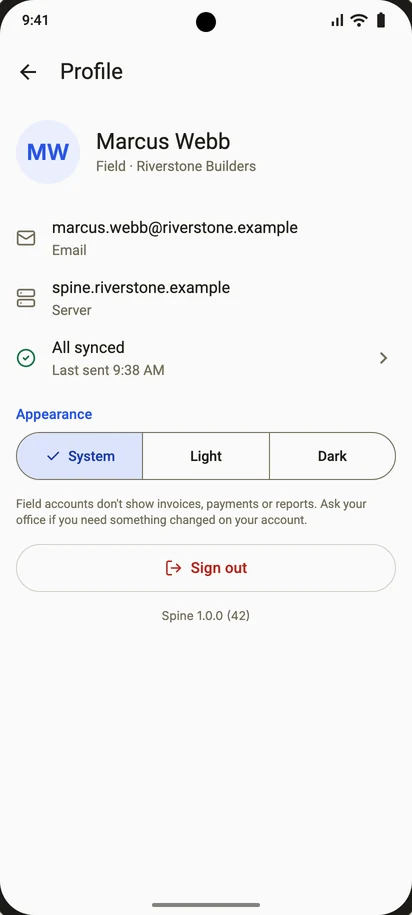 9:41
Profile
MW
Marcus Webb
Field · Riverstone Builders
marcus.webb@riverstone.example
Email
spine.riverstone.example
Server
All synced
Last sent 9:38 AM
Appearance
System Light Dark
Field accounts don't show invoices, payments or reports. Ask your
office if you need something changed on your account.
Sign out
Spine 1.0.0 (42)